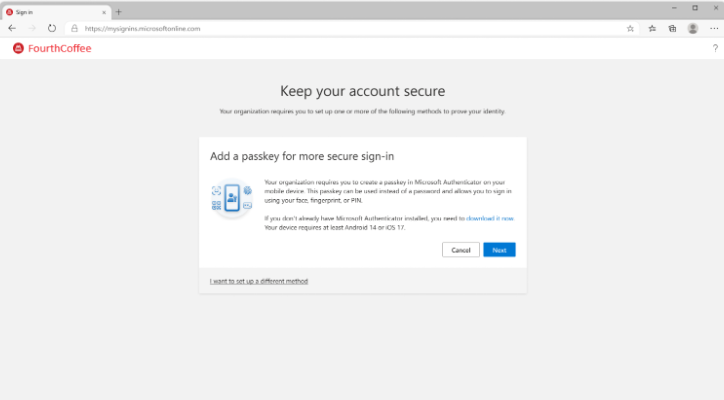 Sign in
https://mysignins.microsoftonline.com
FourthCoffee
?
Keep your account secure
Your organization requires you to set up one or more of the following methods to prove your identity.
Add a passkey for more secure sign-in
Your organization requires you to create a passkey in Microsoft Authenticator on your
mobile device. This passkey can be used instead of a password and allows you to sign in
using your face, fingerprint, or PIN.
If you don't already have Microsoft Authenticator installed, you need to download it now
Your device requires at least Android 14 or iOS 17.
Cancel
Next
I want to set up a different method